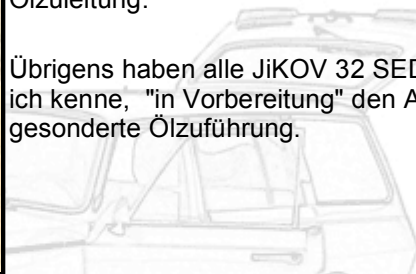 Ölzuleitung.
Übrigens haben alle JiKOV 32 SED
ich kenne, "in Vorbereitung" den A
gesonderte Ölzuführung.